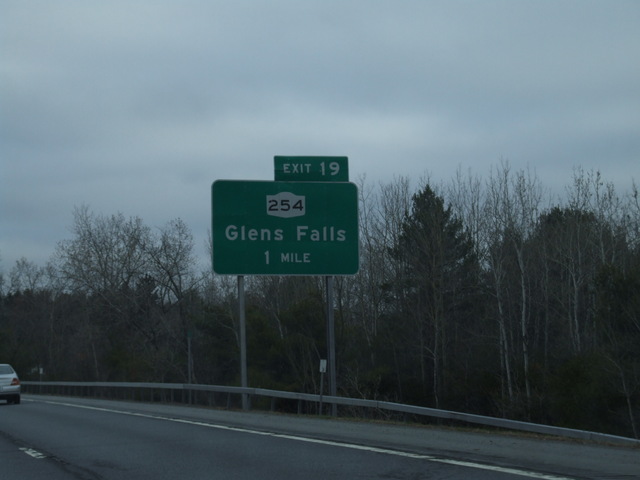 EXIT 19
254
Glens Falls
1 MILE